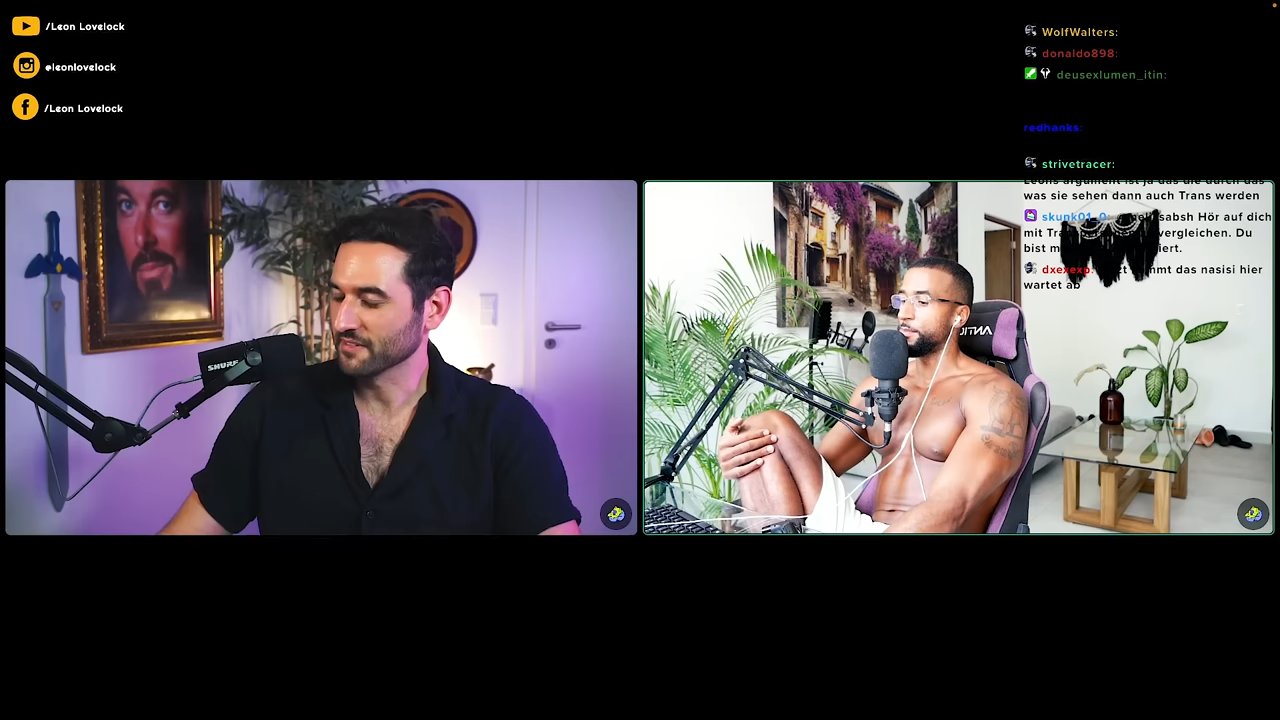 /Leon Lovelock
@leonlovelock
/Leon Lovelock
WolfWalters:
donaldo898:
deusexlumen_itin:
redhanks:
strivetracer:
Leons argument ist ja das die durch das
was sie sehen dann auch Trans werden
skunk01_0: sabsh Hör auf dich
mit vergleichen. Du
bist
dxexexp: das nasisi hier
wartet ab
SHURE
ANTIC